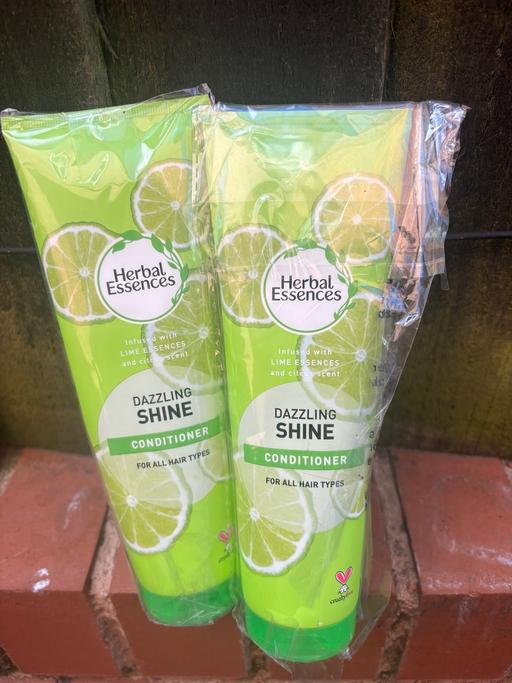 Herbal
Essences
Infused with
LIME ESSENCES
and citrus scent
DAZZLING
SHINE
CONDITIONER
FOR ALL HAIR TYPES
Herbal
Essences
Infused with
LIME ESSENCES
and citrus scent
DAZZLING
SHINE
CONDITIONER
FOR ALL HAIR TYPES